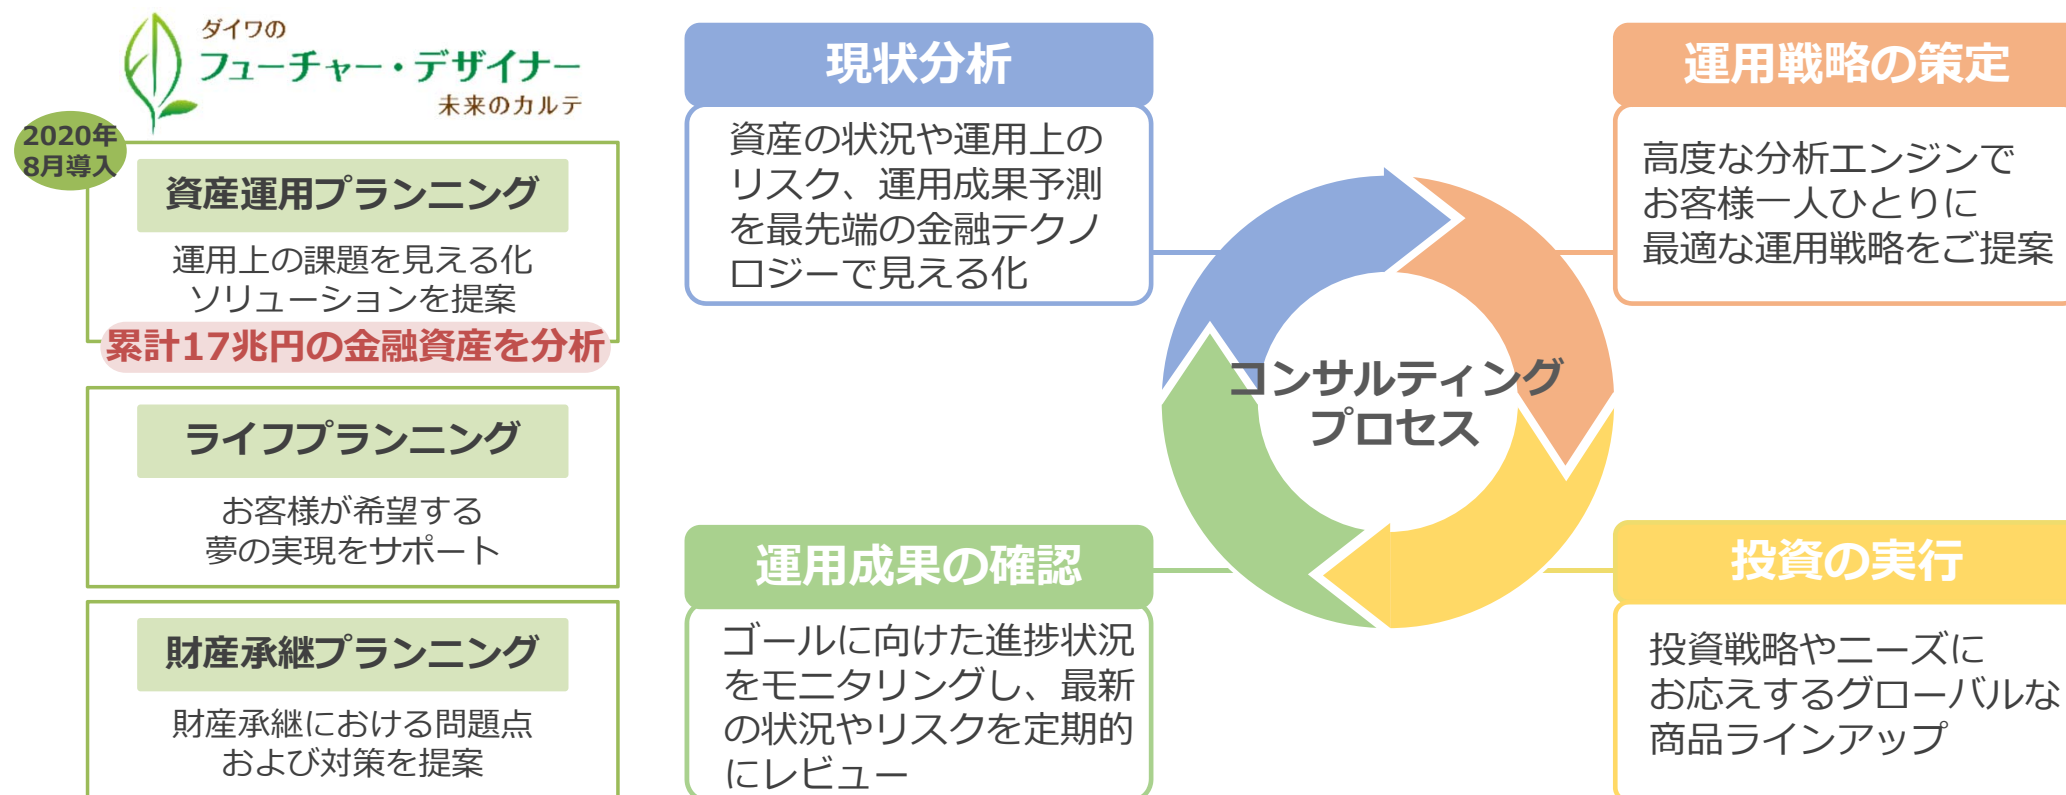 ダイワの
フューチャー・デザイナー
未来のカルテ
2020年
8月導入
資産運用プランニング
運用上の課題を見える化
ソリューションを提案
累計17兆円の金融資産を分析
ライフプランニング
お客様が希望する
夢の実現をサポート
財産承継プランニング
財産承継における問題点
および対策を提案
現状分析
資産の状況や運用上の
リスク、運用成果予測
を最先端の金融テクノ
ロジーで見える化
運用戦略の策定
高度な分析エンジンで
お客様一人ひとりに
最適な運用戦略をご提案
コンサルティング
プロセス
運用成果の確認
ゴールに向けた進捗状況
をモニタリングし、最新
の状況やリスクを定期的
にレビュー
投資の実行
投資戦略やニーズに
お応えするグローバルな
商品ラインアップ